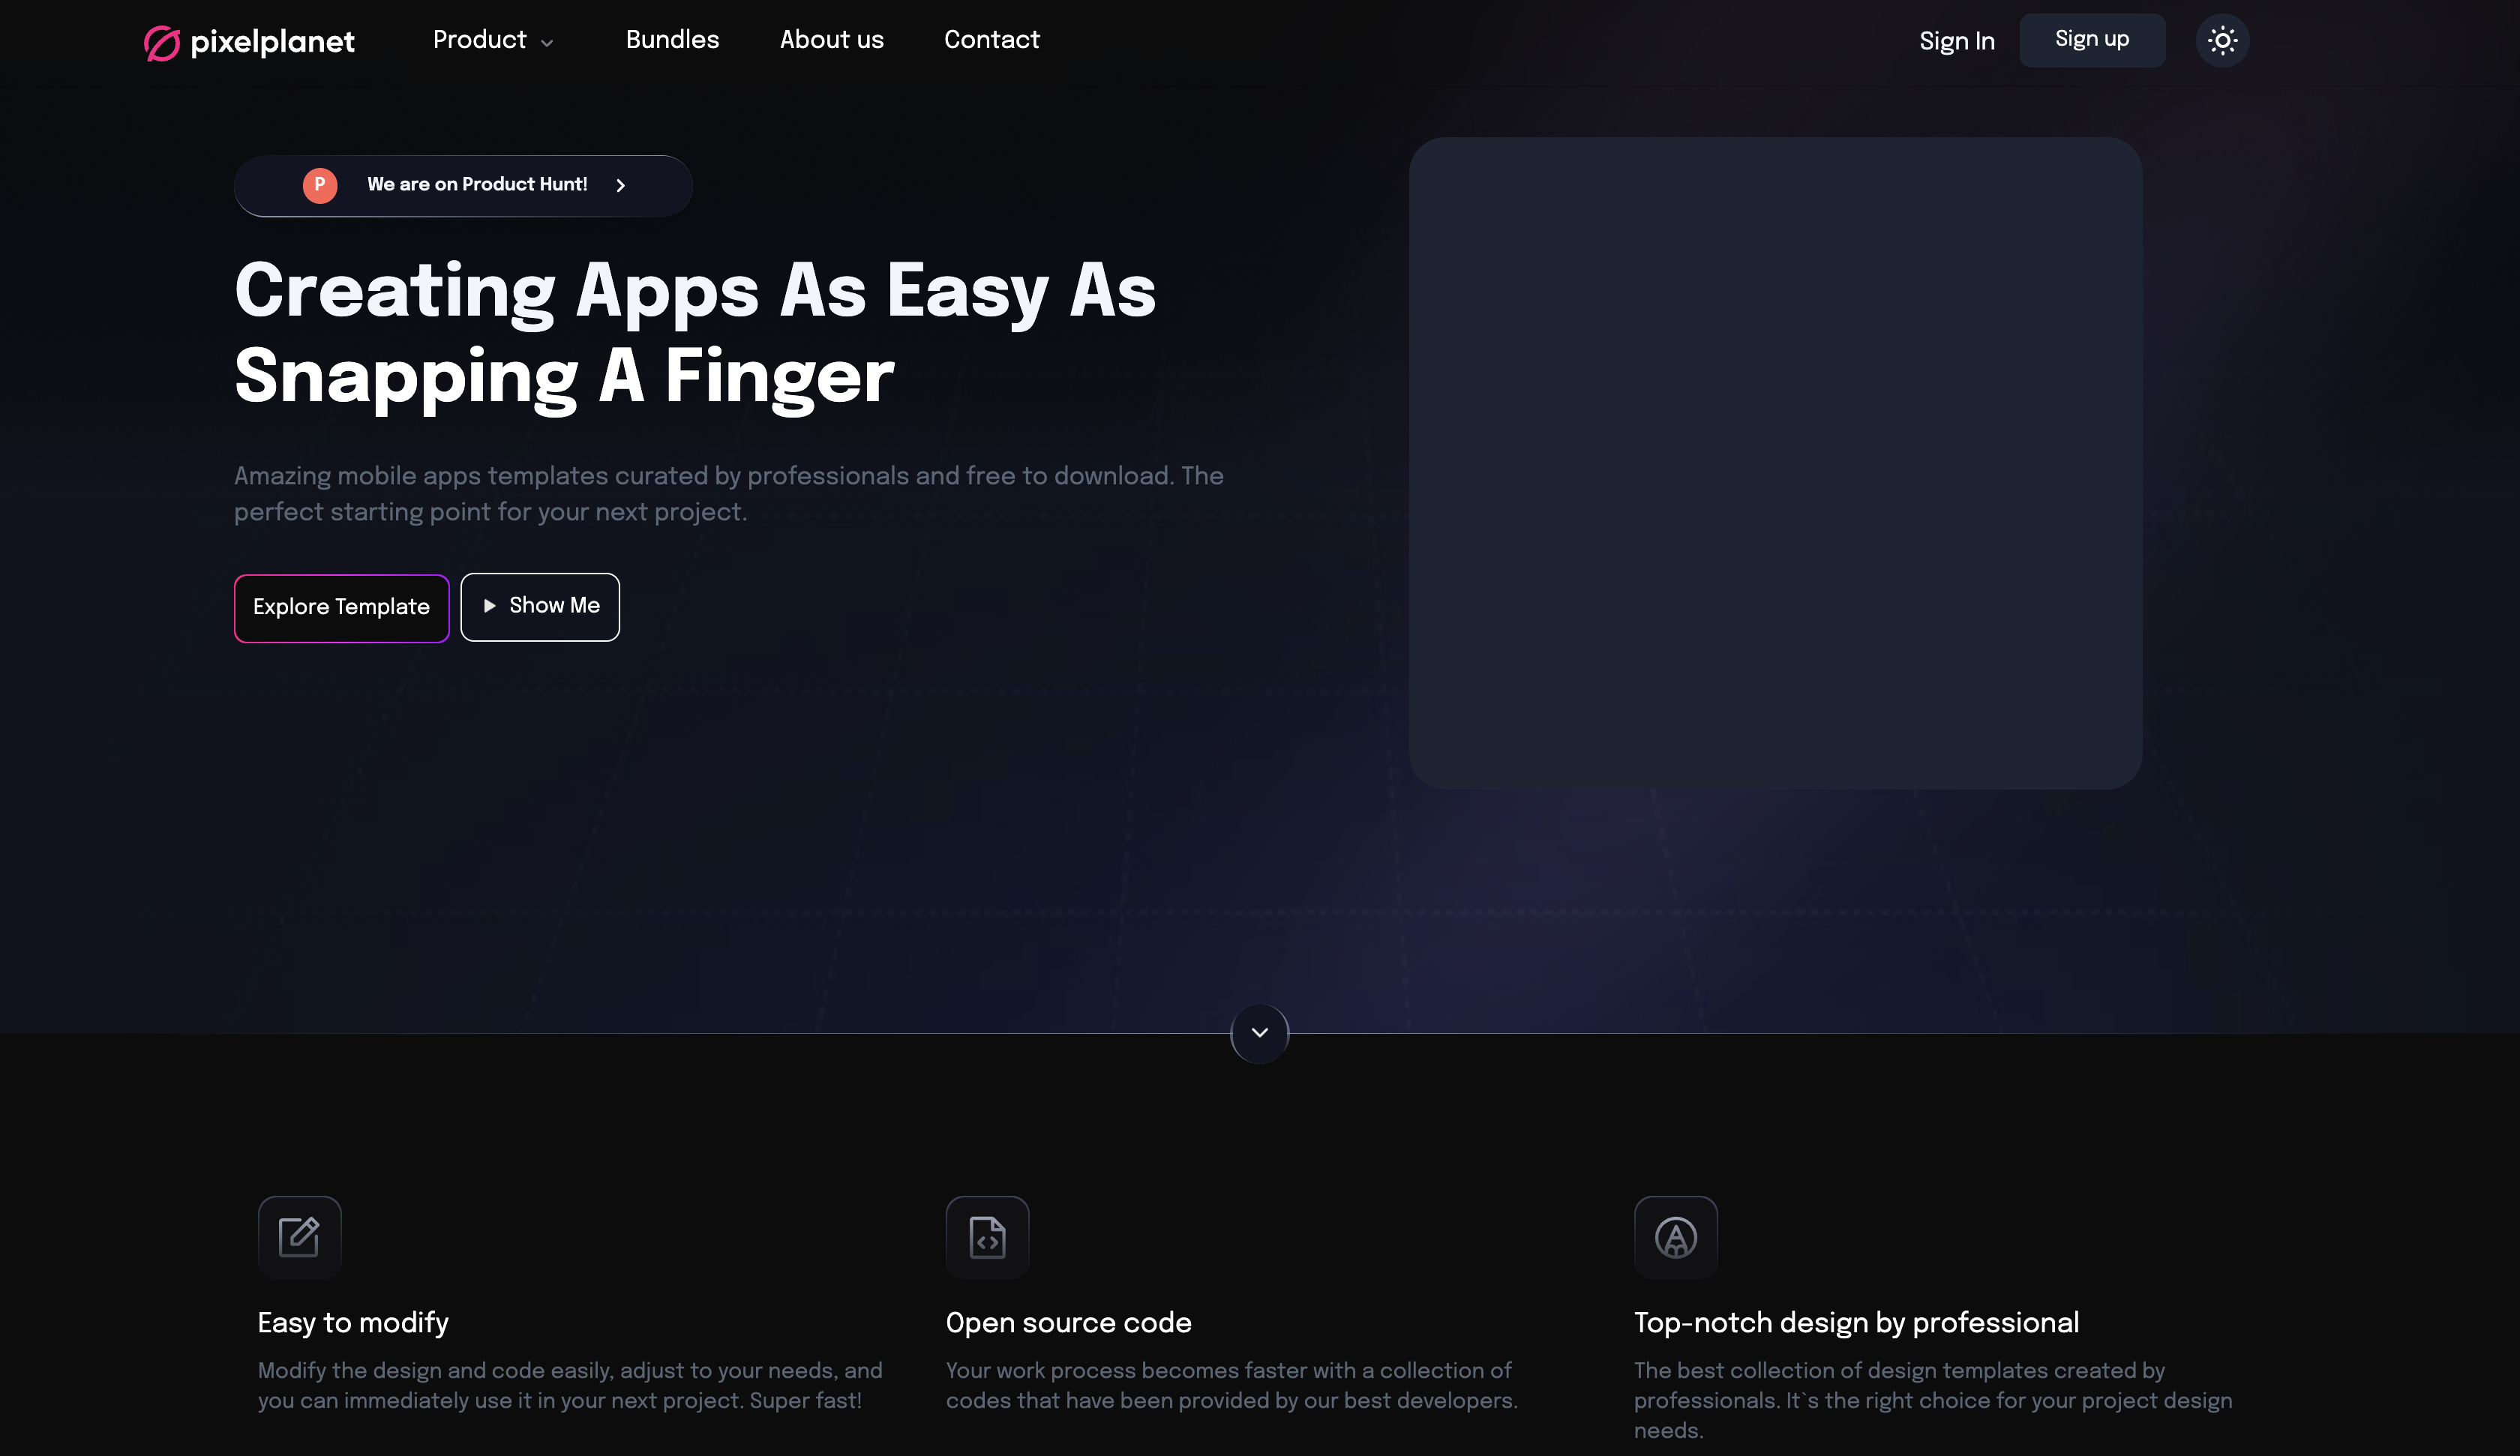 pixelplanet
Product
Bundles
About us
Contact
Sign In
Sign up
P
We are on Product Hunt!
Creating Apps As Easy As
Snapping A Finger
Amazing mobile apps templates curated by professionals and free to download. The
perfect starting point for your next project.
Explore Template
Show Me
Easy to modify
Modify the design and code easily, adjust to your needs, and
you can immediately use it in your next project. Super fast!
Open source code
Your work process becomes faster with a collection of
codes that have been provided by our best developers.
Top-notch design by professional
The best collection of design templates created by
professionals. It`s the right choice for your project design
needs.